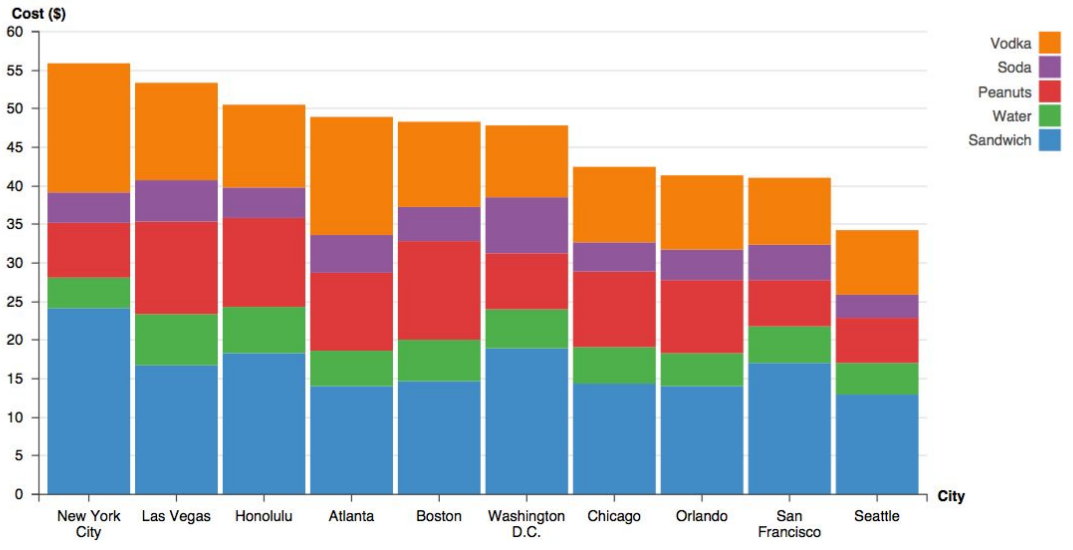 Cost ($)
60
55
50
45
40
35
30
25
20
15
10
5
0
Vodka
Soda
Peanuts
Water
Sandwich
City
New York
City
Las Vegas
Honolulu
Atlanta
Boston
Washington
D.C.
Chicago
Orlando
San
Francisco
Seattle